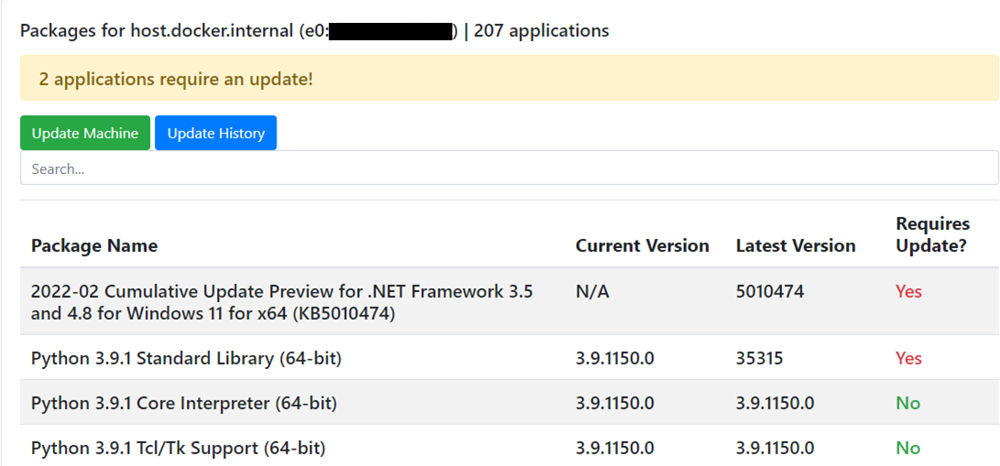 Packages for host.docker.internal (e0:) | 207 applications
2 applications require an update!
Update Machine Update History
Search...
Package Name Current Version Latest Version Requires Update?
2022-02 Cumulative Update Preview for .NET Framework 3.5 N/A 5010474 Yes
and 4.8 for Windows 11 for x64 (KB5010474)
Python 3.9.1 Standard Library (64-bit) 3.9.1150.0 35315 Yes
Python 3.9.1 Core Interpreter (64-bit) 3.9.1150.0 3.9.1150.0 No
Python 3.9.1 Tcl/Tk Support (64-bit) 3.9.1150.0 3.9.1150.0 No